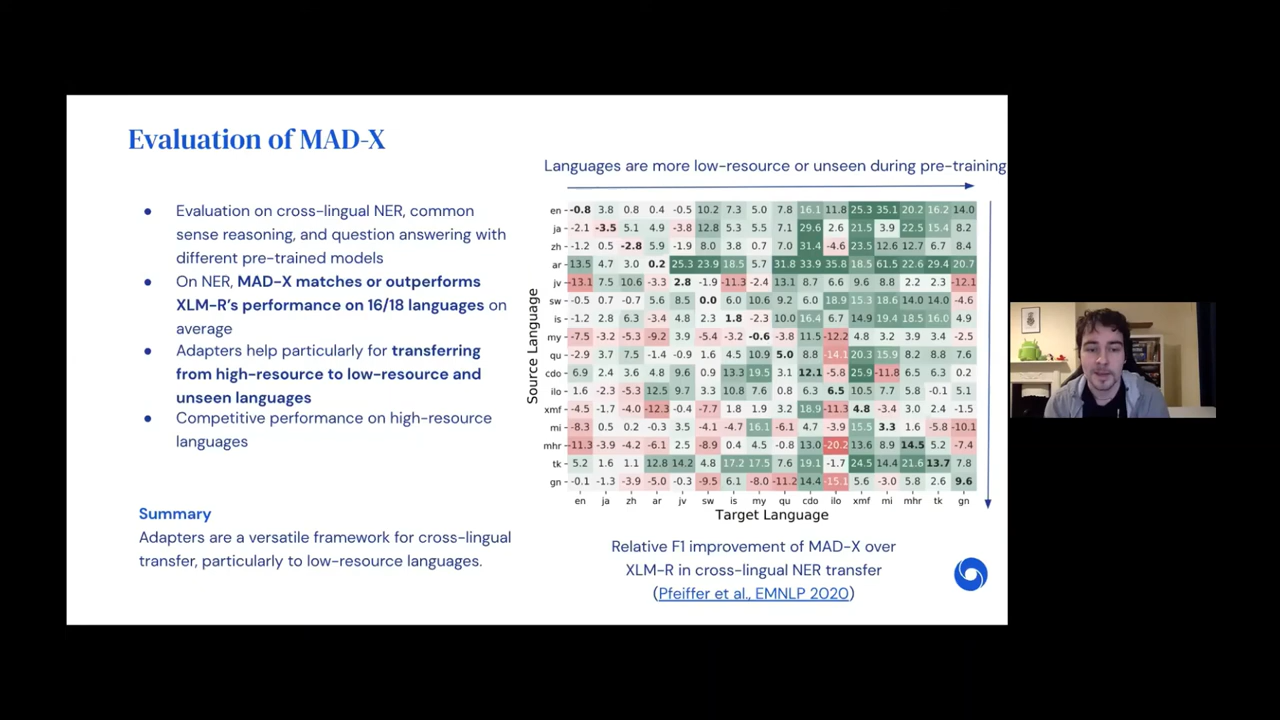 Evaluation of MAD-X
● Evaluation on cross-lingual NER, common
sense reasoning, and question answering with
different pre-trained models
● On NER, MAD-X matches or outperforms
XLM-R's performance on 16/18 languages on
average
● Adapters help particularly for transferring
from high-resource to low-resource and
unseen languages
● Competitive performance on high-resource
languages
Summary
Adapters are a versatile framework for cross-lingual
transfer, particularly to low-resource languages.
Languages are more low-resource or unseen during pre-training
Source Language
en -0.8 3.8 0.8 0.4 -0.5 10.2 7.3 5.0 7.8 16.1 11.8 25.3 35.1 20.2 16.2 14.0
ja -2.1 -3.5 5.1 4.9 -3.8 12.8 5.3 5.5 7.1 29.6 2.6 21.5 3.9 22.5 15.4 8.2
zh -1.2 0.5 -2.8 5.9 -1.9 8.0 3.8 0.7 7.0 31.4 -4.6 23.5 12.6 12.7 6.7 8.4
ar 13.5 4.7 3.0 0.2 25.3 23.9 18.5 5.7 31.8 33.9 35.8 18.5 61.5 22.6 29.4 20.7
jv -13.1 7.5 10.6 -3.3 2.8 -1.9 -11.3 -2.4 13.1 8.7 6.6 9.6 8.8 2.2 2.3 -12.1
sw -0.5 0.7 -0.7 5.6 8.5 0.0 6.0 10.6 9.2 6.0 18.9 15.3 18.6 14.0 14.0 -4.6
is -1.2 2.8 6.3 -3.4 4.8 2.3 1.8 -2.3 10.0 16.4 6.7 14.9 19.4 18.5 16.0 4.9
my -7.5 -3.2 -3.2 -9.2 3.9 -5.4 -3.2 -0.6 -3.8 11.5 -12.2 4.8 3.2 3.9 3.4 -2.5
qu -2.9 3.7 7.5 -1.4 -0.9 1.6 4.5 10.9 5.0 8.8 -14.1 20.3 15.9 8.2 8.8 7.6
cdo 6.9 2.4 3.6 4.8 9.6 0.9 13.3 19.5 3.1 12.1 -5.8 25.9 -11.8 6.5 6.3 0.2
ilo 1.6 -2.3 -5.3 12.5 9.7 3.3 10.8 7.6 0.8 6.3 6.5 10.5 7.7 5.8 -0.1 5.1
xmf -4.5 -1.7 -4.0 -12.3 -0.4 -7.7 1.8 1.9 3.2 18.9 -11.3 4.8 -3.4 3.0 2.4 -1.5
mi -8.3 0.5 0.2 -0.3 3.5 -4.1 -4.7 16.1 -6.1 4.7 -3.9 15.5 3.3 1.6 -5.8 -10.1
mhr -11.3 -3.9 -4.2 -6.1 2.5 -8.9 0.4 4.5 -0.8 13.0 -20.2 13.6 8.9 14.5 5.2 -7.4
tk 5.2 1.6 1.1 12.8 14.2 4.8 17.2 17.5 7.6 19.1 -1.7 24.5 14.4 21.6 13.7 7.8
gn -0.1 -1.3 -3.9 -5.0 -0.3 -9.5 6.1 -8.0 -11.2 14.4 -15.1 5.6 -3.0 5.8 2.6 9.6
en ja zh ar jv sw is my qu cdo ilo xmf mi mhr tk gn
Target Language
Relative F1 improvement of MAD-X over
XLM-R in cross-lingual NER transfer
(Pfeiffer et al., EMNLP 2020)